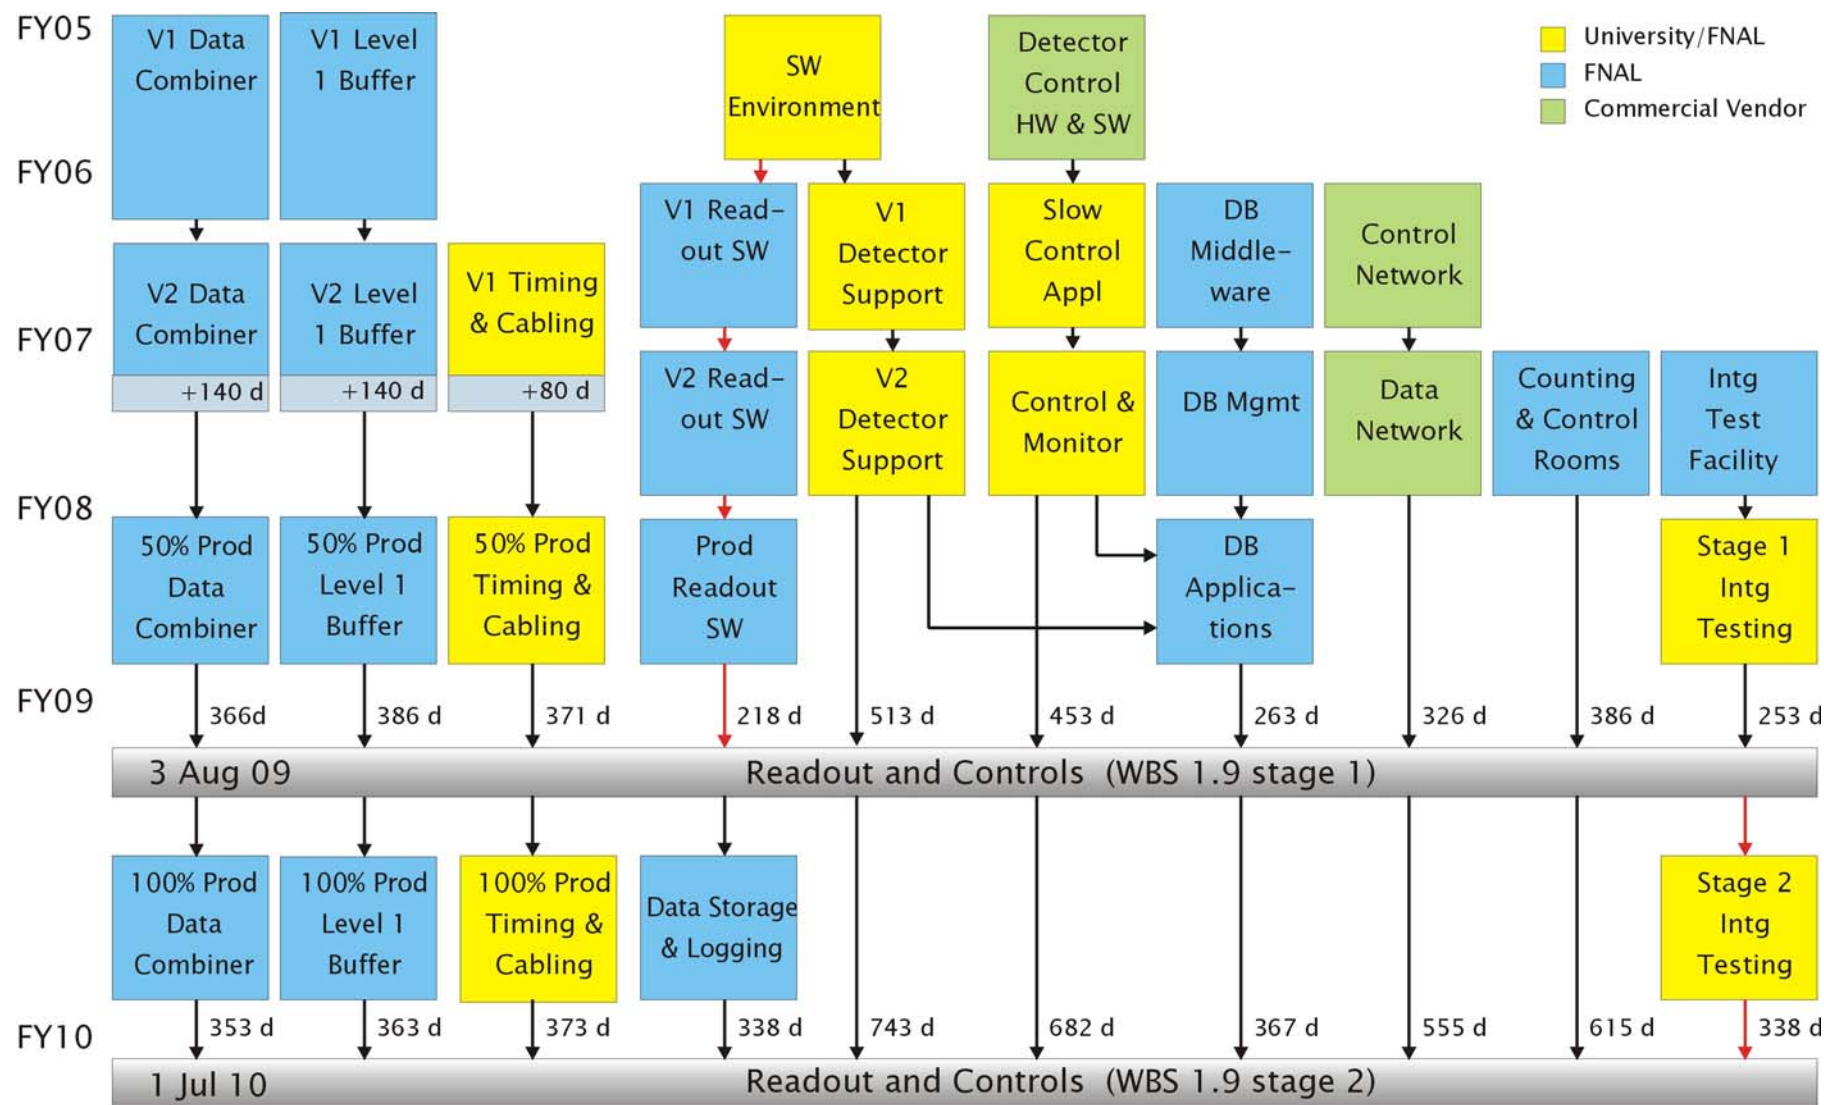 FY05
V1 Data
Combiner
V1 Level
1 Buffer
SW
Environment
Detector
Control
HW & SW
University/FNAL
FNAL
Commercial Vendor
FY06
V1 Read-
out SW
V1
Detector
Support
Slow
Control
Appl
DB
Middle-
ware
Control
Network
V2 Data
Combiner
+140 d
V2 Level
1 Buffer
+140 d
V1 Timing
& Cabling
+80 d
FY07
V2 Read-
out SW
V2
Detector
Support
Control &
Monitor
DB Mgmt
Data
Network
Counting
& Control
Rooms
Intg
Test
Facility
FY08
50% Prod
Data
Combiner
50% Prod
Level 1
Buffer
50% Prod
Timing &
Cabling
Prod
Readout
SW
DB
Applica-
tions
Stage 1
Intg
Testing
FY09
366d
386 d
371 d
218 d
513 d
453 d
263 d
326 d
386 d
253 d
3 Aug 09
Readout and Controls (WBS 1.9 stage 1)
100% Prod
Data
Combiner
100% Prod
Level 1
Buffer
100% Prod
Timing &
Cabling
Data Storage
& Logging
Stage 2
Intg
Testing
FY10
353 d
363 d
373 d
338 d
743 d
682 d
367 d
555 d
615 d
338 d
1 Jul 10
Readout and Controls (WBS 1.9 stage 2)